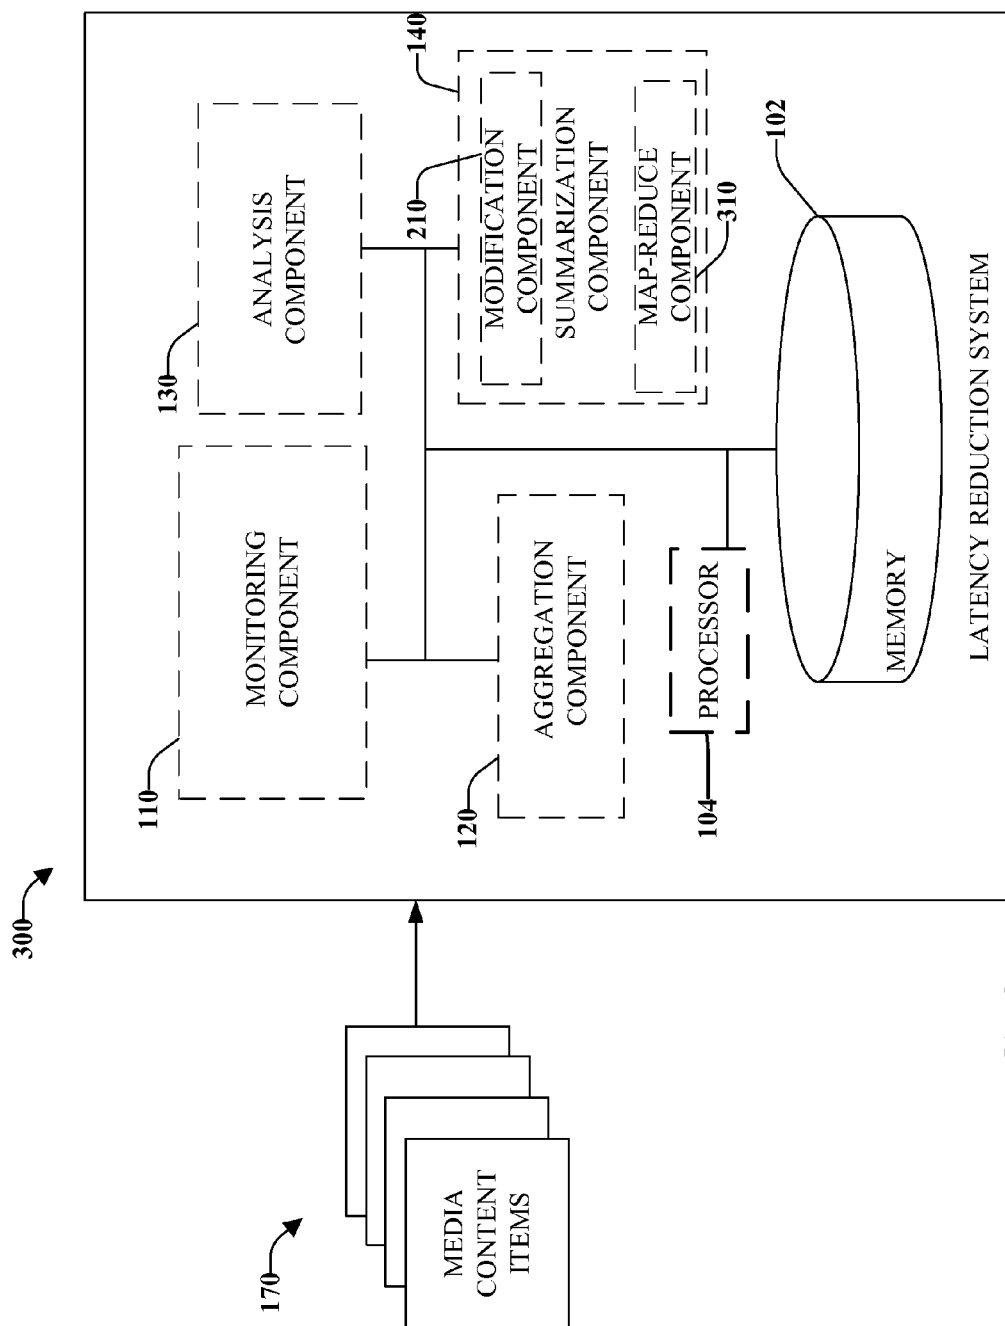 300
170
MEDIA
CONTENT
ITEMS
110
MONITORING
COMPONENT
130
ANALYSIS
COMPONENT
120
AGGREGATION
COMPONENT
210
140
MODIFICATION
COMPONENT
SUMMARIZATION
COMPONENT
MAP-REDUCE
COMPONENT
310
104
PROCESSOR
102
MEMORY
LATENCY REDUCTION SYSTEM